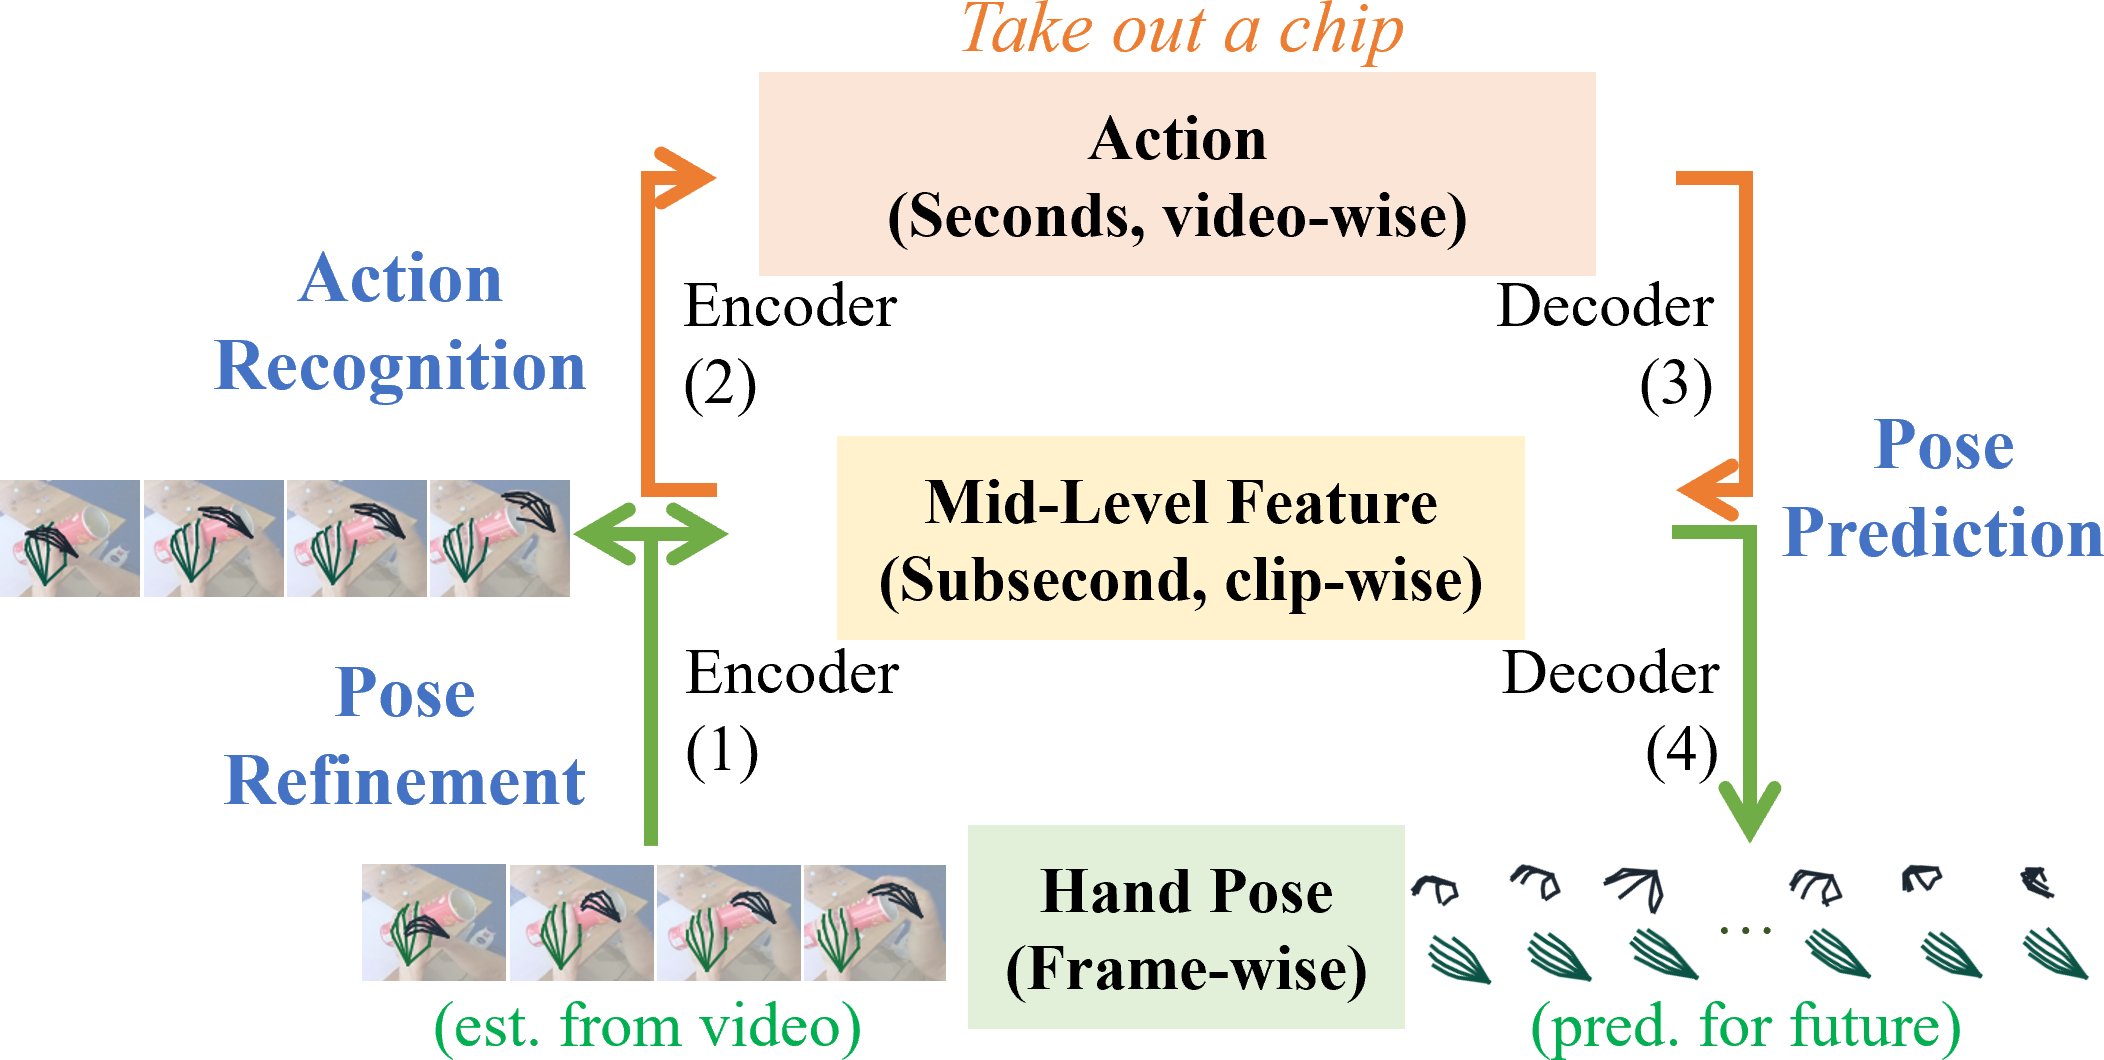 Take out a chip
Action
(Seconds, video-wise)
Action
Recognition
Encoder
(2)
Decoder
(3)
Pose
Prediction
Mid-Level Feature
(Subsecond, clip-wise)
Pose
Refinement
Encoder
(1)
Decoder
(4)
Hand Pose
(Frame-wise)
...
(est. from video)
(pred. for future)